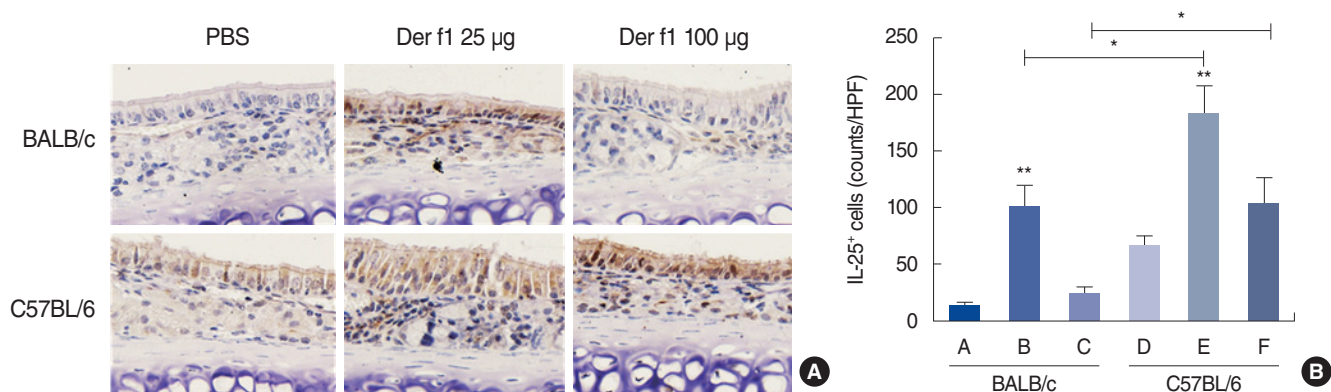 PBS
Der f1 25 µg
Der f1 100 µg
BALB/c
C57BL/6
A
IL-25+ cells (counts/HPF)
250
200
150
100
50
0
*
*
**
**
A B C D E F
BALB/c C57BL/6
B